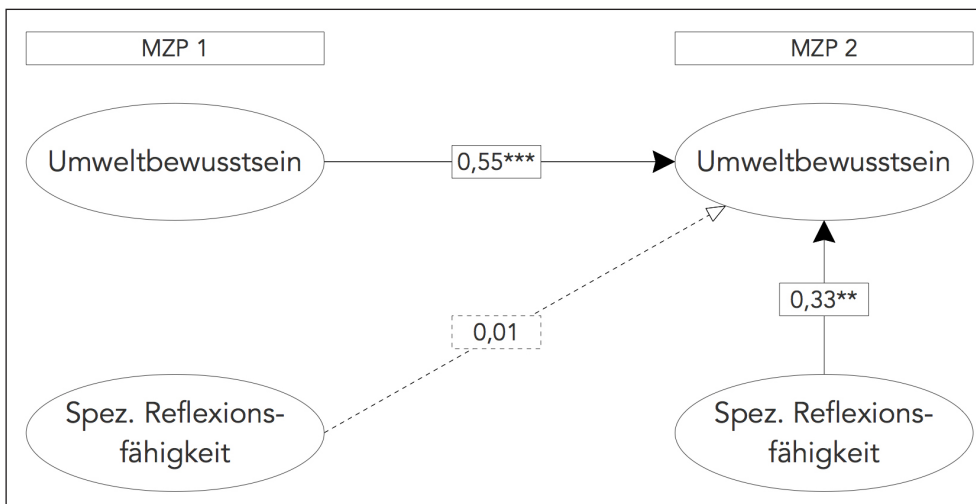 MZP 1
MZP 2
Umweltbewusstsein
0,55***
Umweltbewusstsein
0,33**
0,01
Spez. Reflexions-
fähigkeit
Spez. Reflexions-
fähigkeit